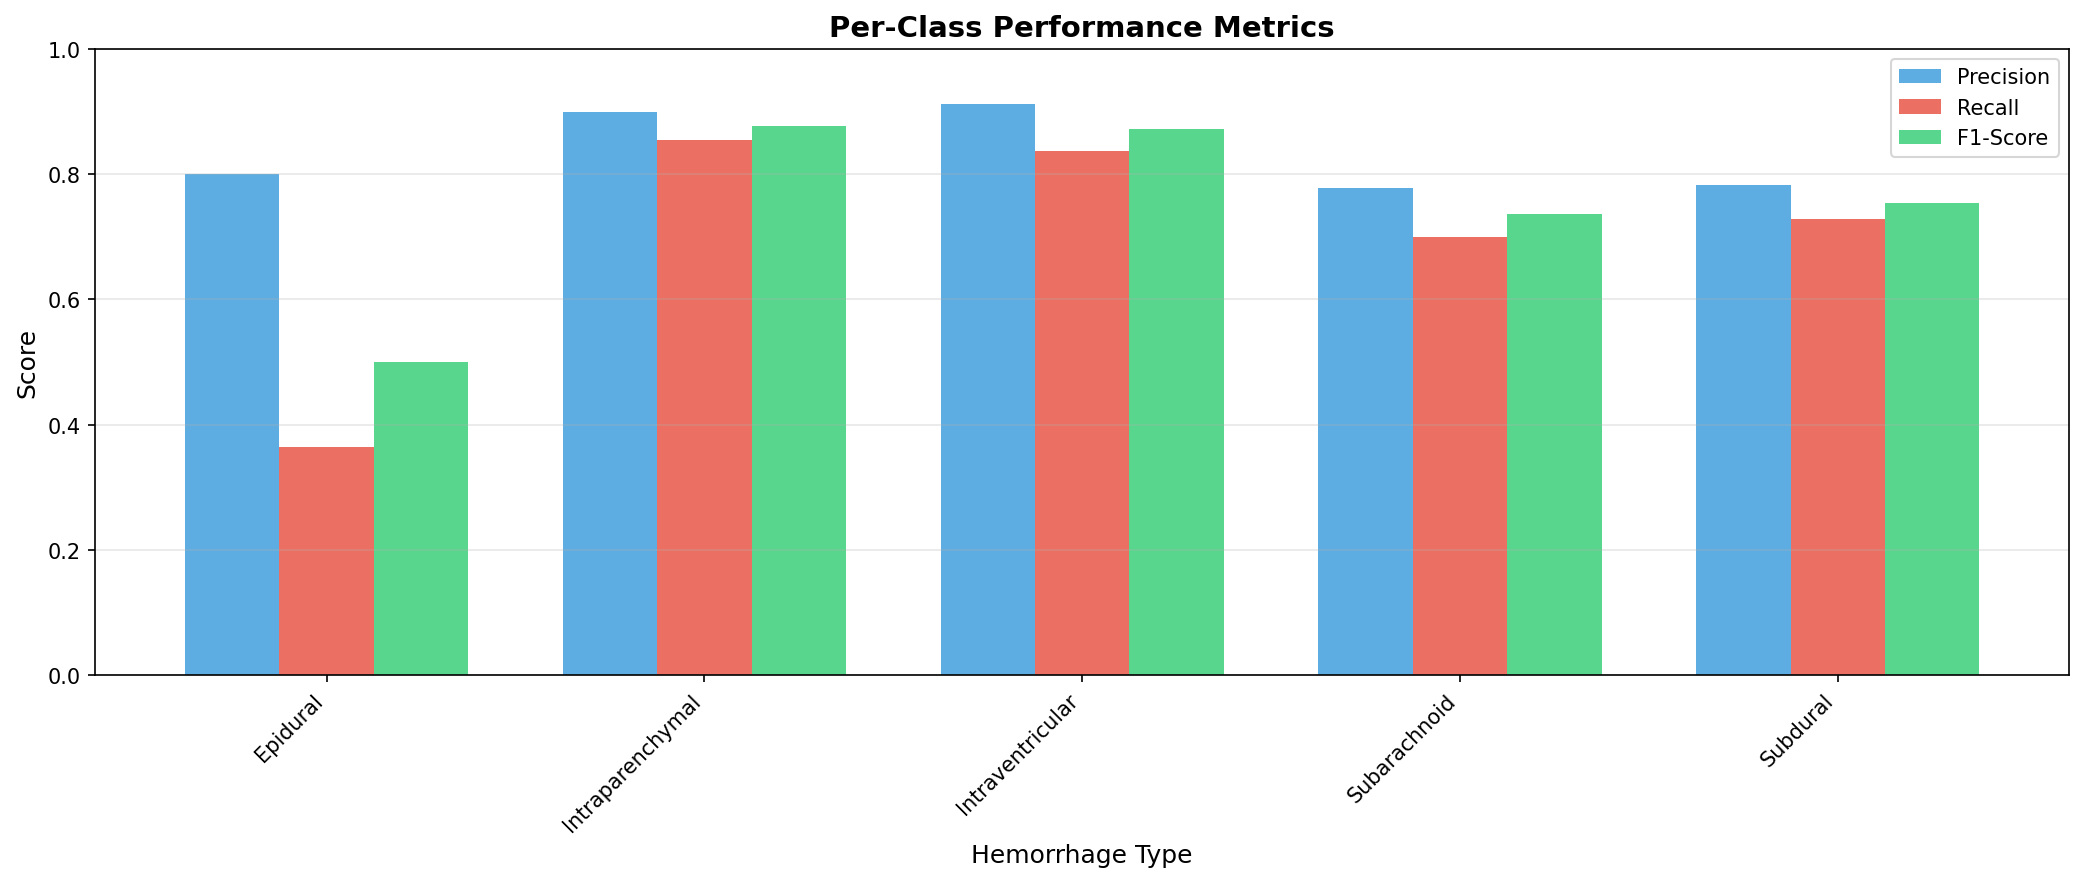 Per-Class Performance Metrics
1.0
0.8
0.6
0.4
0.2
0.0
Score
Precision
Recall
F1-Score
Epidural
Intraparenchymal
Intraventricular
Subarachnoid
Subdural
Hemorrhage Type